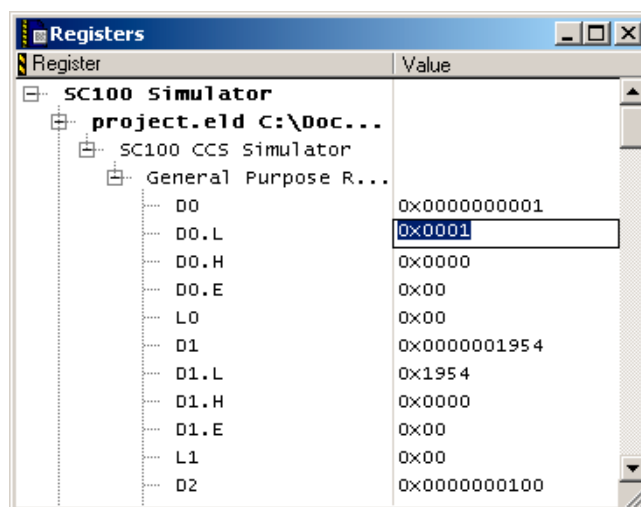 Registers
Register Value
SC100 Simulator
project.eld C:\Doc...
SC100 CCS Simulator
General Purpose R...
D0 0x0000000001
D0.L 0x0001
D0.H 0x0000
D0.E 0x00
L0 0x00
D1 0x0000001954
D1.L 0x1954
D1.H 0x0000
D1.E 0x00
L1 0x00
D2 0x0000000100